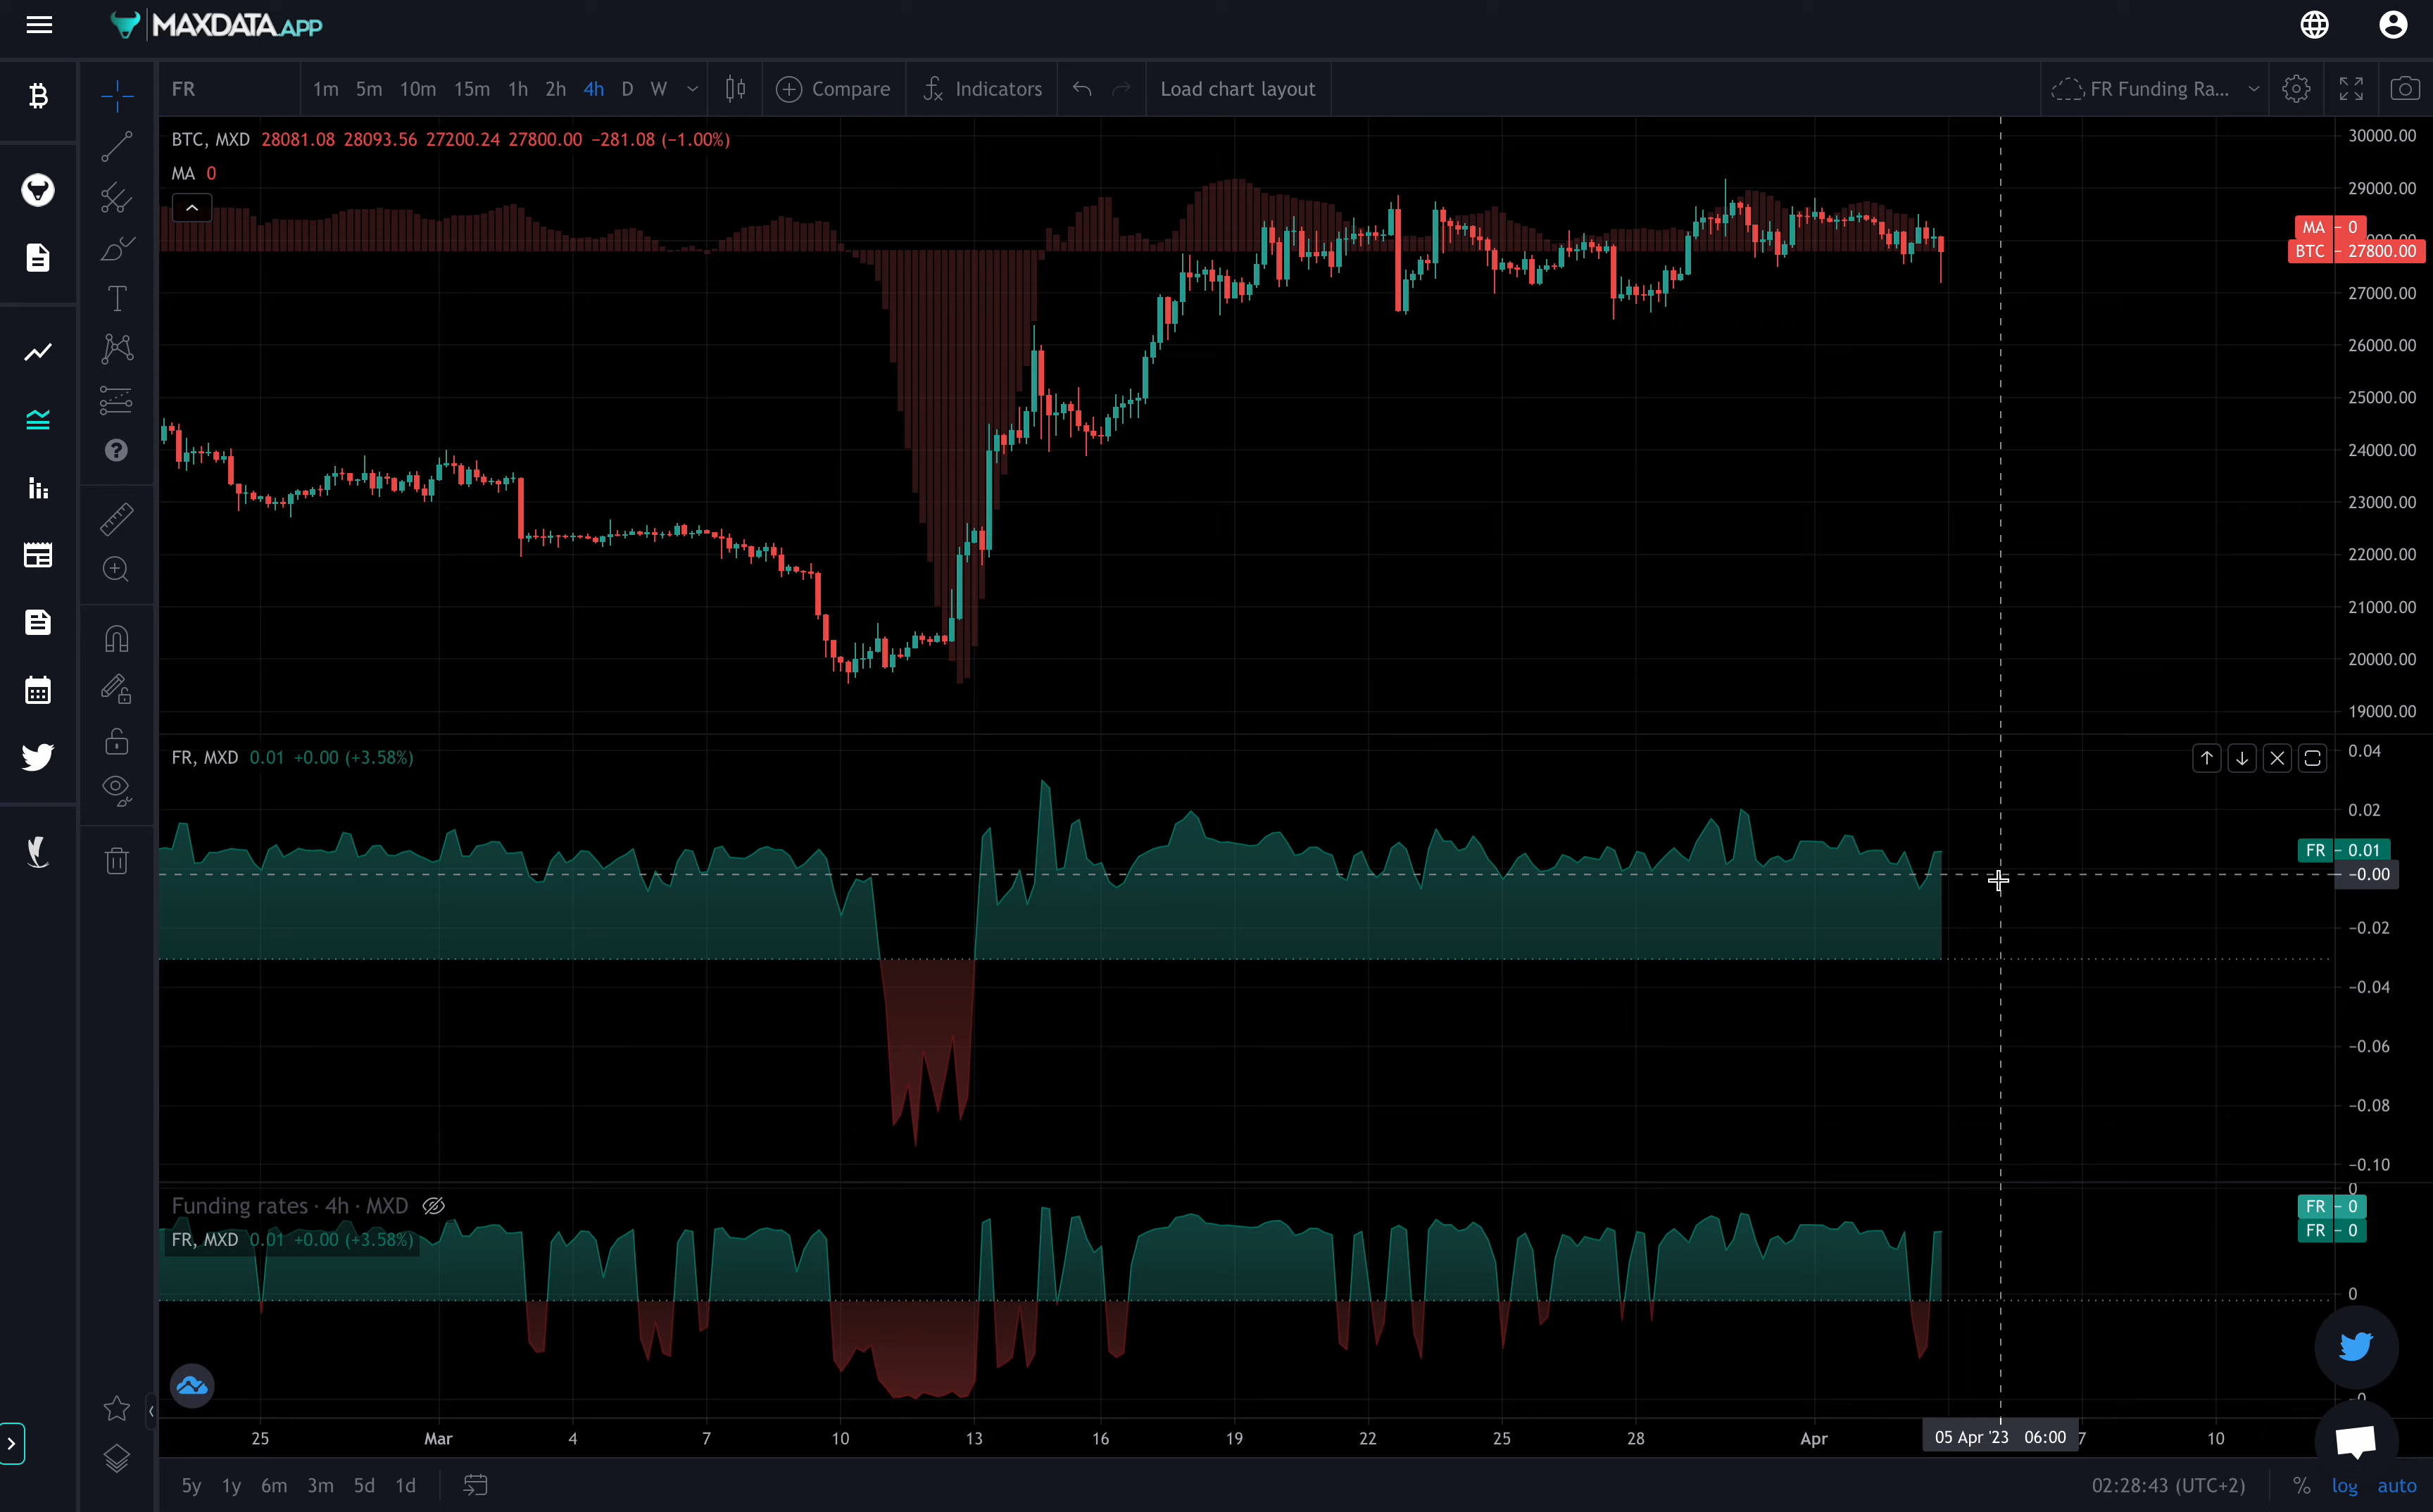 MAXDATA.APP
FR 1m 5m 10m 15m 1h 2h 4h D W Compare Indicators Load chart layout FR Funding Ra...
BTC, MXD 28081.08 28093.56 27200.24 27800.00 −281.08 (−1.00%)
MA 0
30000.00
29000.00
MA 0
BTC 27800.00
27000.00
26000.00
25000.00
24000.00
23000.00
22000.00
21000.00
20000.00
19000.00
FR, MXD 0.01 +0.00 (+3.58%)
0.04
0.02
FR 0.01
−0.00
−0.02
−0.04
−0.06
−0.08
−0.10
Funding rates · 4h · MXD
FR, MXD 0.01 +0.00 (+3.58%)
0
FR 0
FR 0
0
25 Mar 4 7 10 13 16 19 22 25 28 Apr 05 Apr '23 06:00 7 10
5y 1y 6m 3m 5d 1d 02:28:43 (UTC+2) % log auto